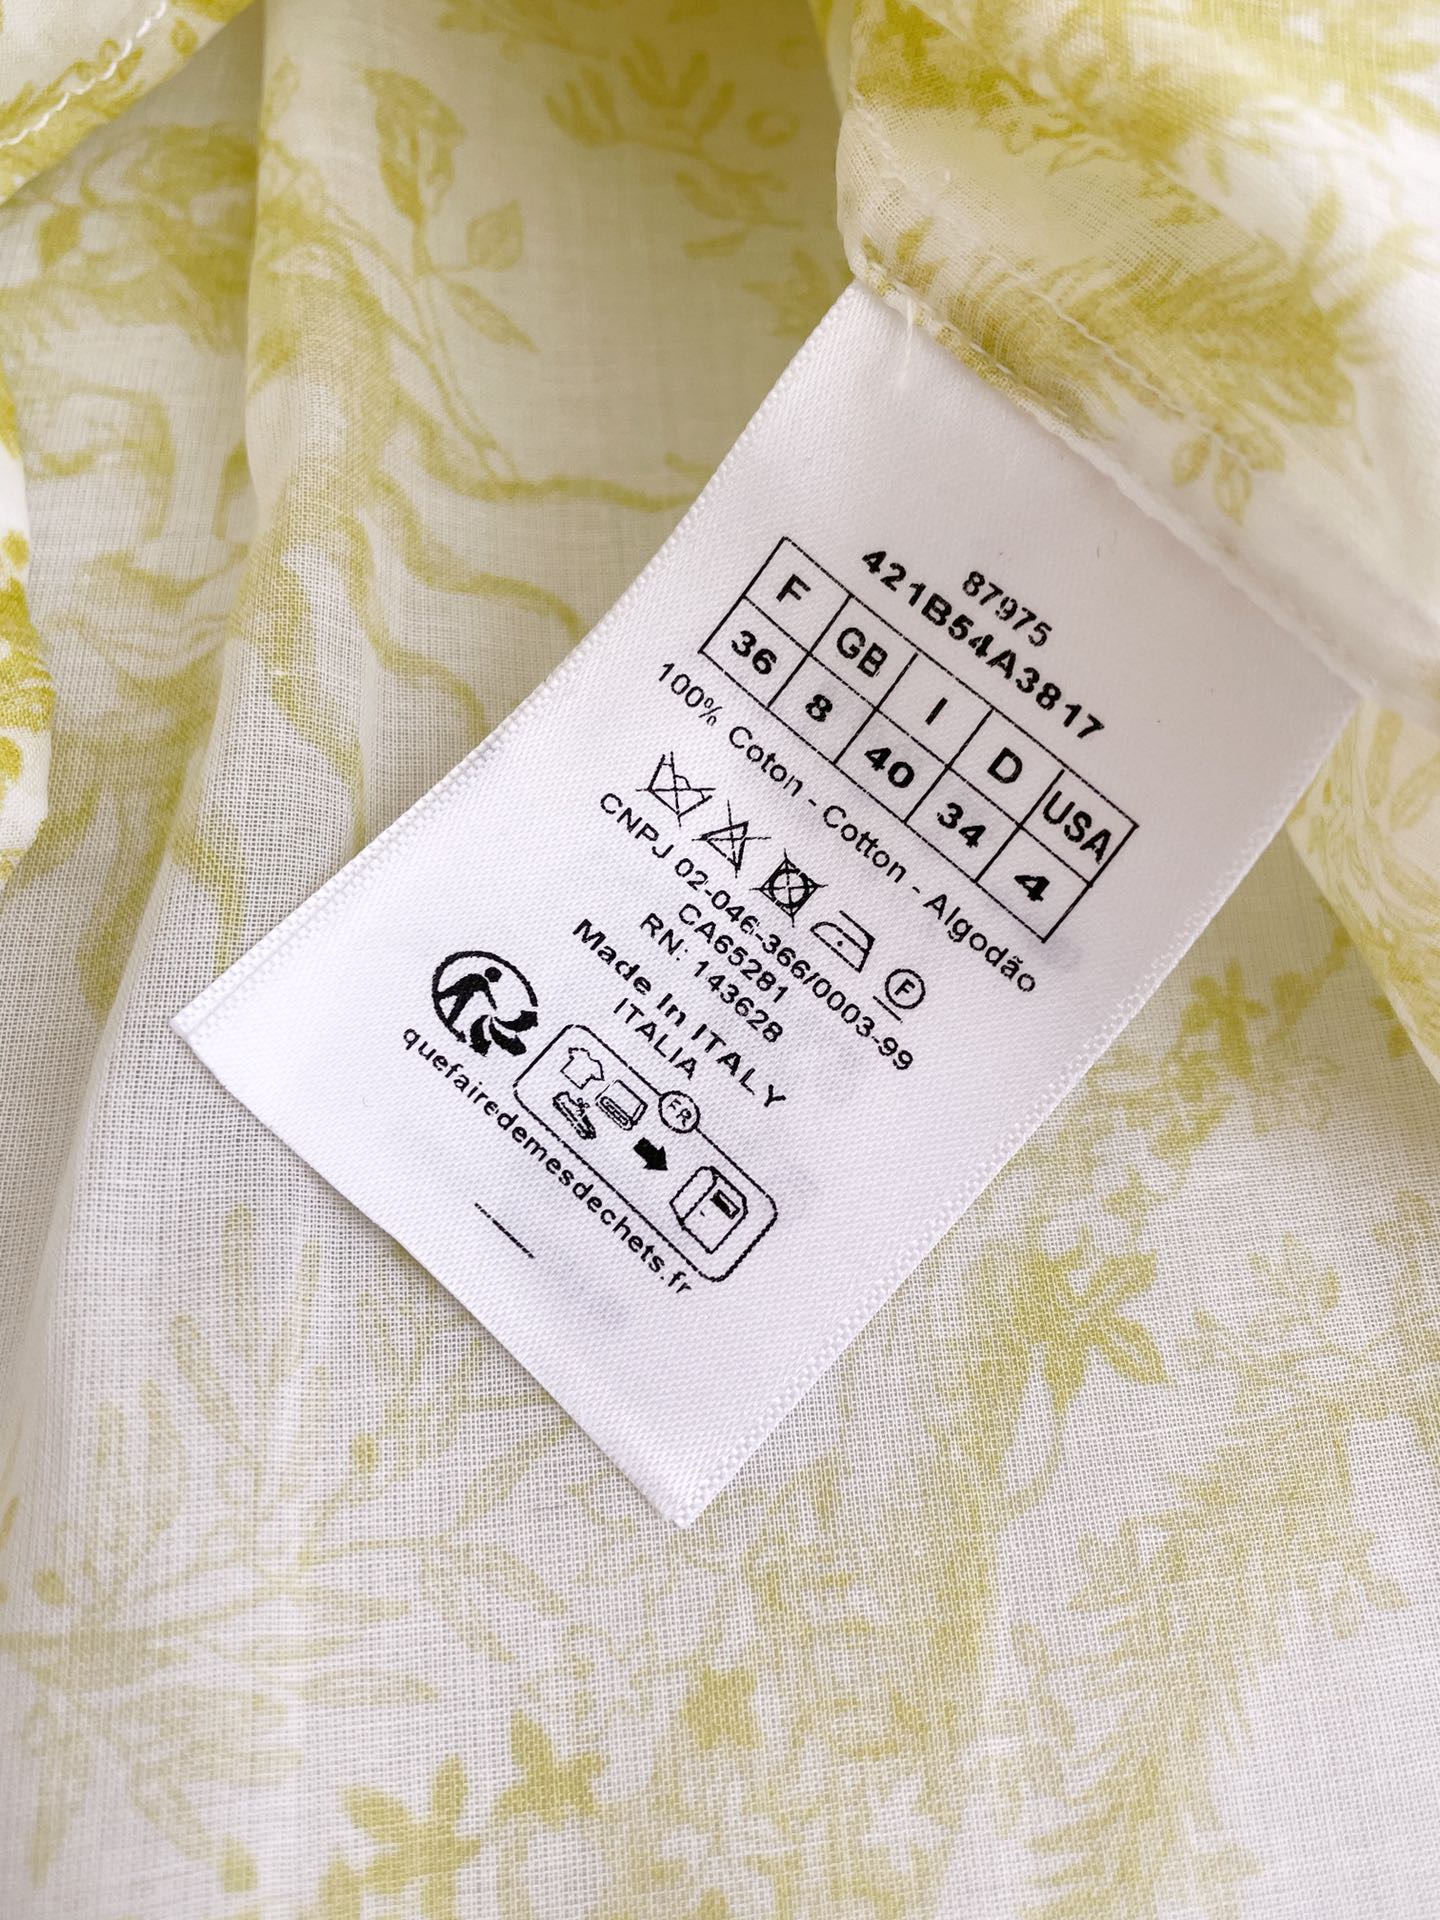 87975
421B54A3817
F GB I D USA
36 8 40 34 4
100% Coton - Cotton - Algodão
F
CNPJ 02-046-366/0003-99
CA65281
RN: 143628
Made In ITALY
ITALIA
FR
quefairedemesdechets.fr